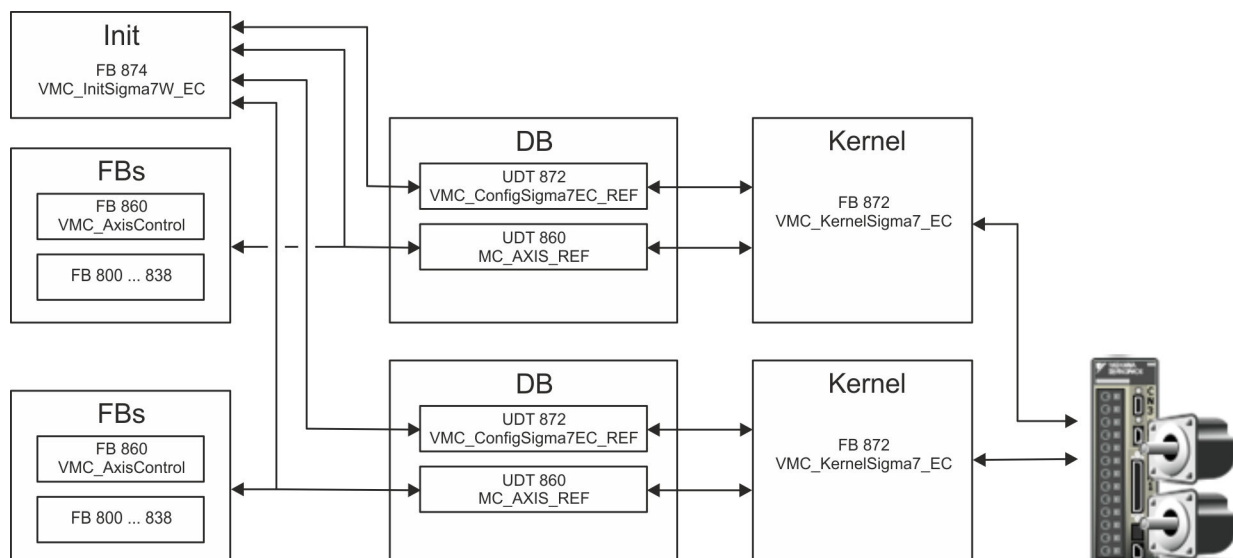 Init
FB 874
VMC_InitSigma7W_EC
FBs
FB 860
VMC_AxisControl
FB 800 ... 838
DB
UDT 872
VMC_ConfigSigma7EC_REF
UDT 860
MC_AXIS_REF
Kernel
FB 872
VMC_KernelSigma7_EC
FBs
FB 860
VMC_AxisControl
FB 800 ... 838
DB
UDT 872
VMC_ConfigSigma7EC_REF
UDT 860
MC_AXIS_REF
Kernel
FB 872
VMC_KernelSigma7_EC